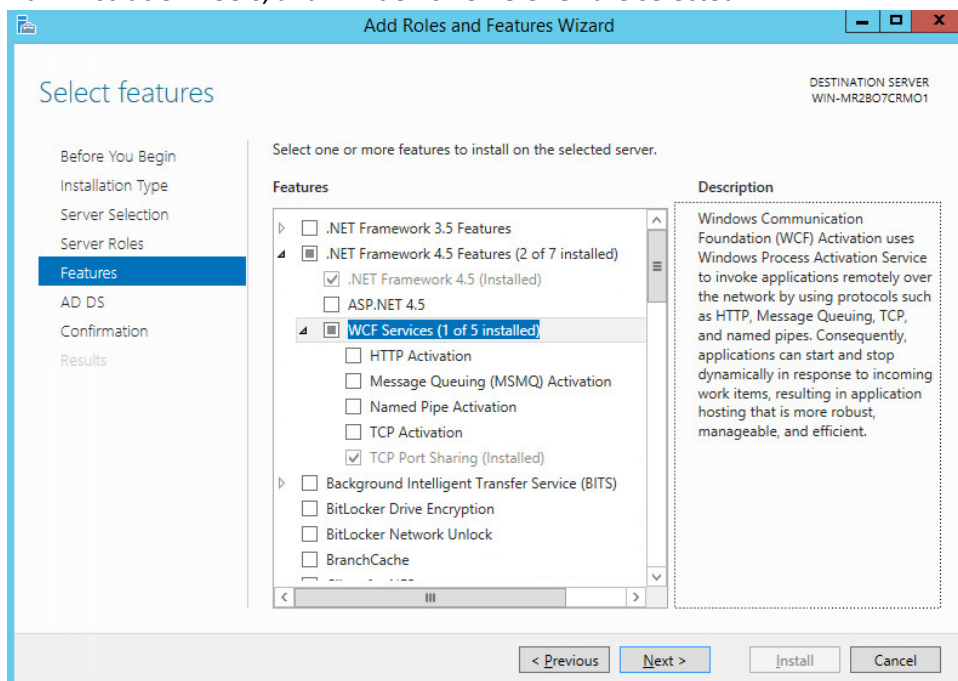 Add Roles and Features Wizard
Select features
DESTINATION SERVER
WIN-MR2BO7CRMO1
Before You Begin
Installation Type
Server Selection
Server Roles
Features
AD DS
Confirmation
Results
Select one or more features to install on the selected server.
Features
.NET Framework 3.5 Features
.NET Framework 4.5 Features (2 of 7 installed)
.NET Framework 4.5 (Installed)
ASP.NET 4.5
WCF Services (1 of 5 installed)
HTTP Activation
Message Queuing (MSMQ) Activation
Named Pipe Activation
TCP Activation
TCP Port Sharing (Installed)
Background Intelligent Transfer Service (BITS)
BitLocker Drive Encryption
BitLocker Network Unlock
BranchCache
Description
Windows Communication
Foundation (WCF) Activation uses
Windows Process Activation Service
to invoke applications remotely over
the network by using protocols such
as HTTP, Message Queuing, TCP,
and named pipes. Consequently,
applications can start and stop
dynamically in response to incoming
work items, resulting in application
hosting that is more robust,
manageable, and efficient.
< Previous
Next >
Install
Cancel